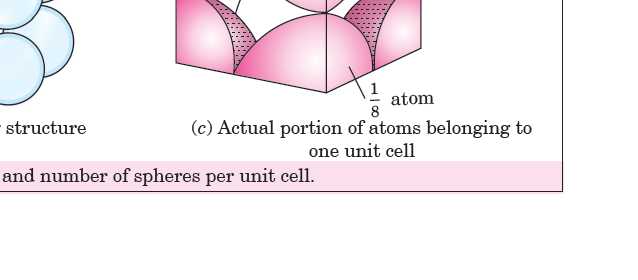 1/8 atom
structure
(c) Actual portion of atoms belonging to
one unit cell
and number of spheres per unit cell.